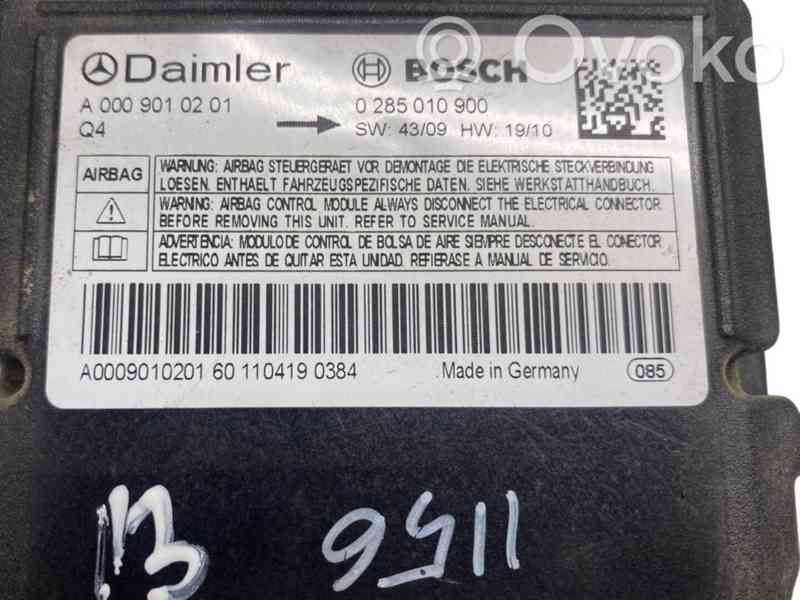 Ovoko
Daimler
BOSCH
A 000 901 02 01
0 285 010 900
Q4
SW: 43/09 HW: 19/10
AIRBAG
WARNUNG: AIRBAG STEUERGERAET VOR DEMONTAGE DIE ELEKTRISCHE STECKVERBINDUNG
LOESEN. ENTHAELT FAHRZEUGSPEZIFISCHE DATEN. SIEHE WERKSTATTHANDBUCH.
WARNING: AIRBAG CONTROL MODULE ALWAYS DISCONNECT THE ELECTRICAL CONNECTOR
BEFORE REMOVING THIS UNIT. REFER TO SERVICE MANUAL.
ADVERTENCIA: MODULO DE CONTROL DE BOLSA DE AIRE SIEMPRE DESCONECTE EL CONECTOR
ELECTRICO ANTES DE QUITAR ESTA UNIDAD. REFIERASE A MANUAL DE SERVICIO.
A0009010201 60 110419 0384
Made in Germany
085
1156